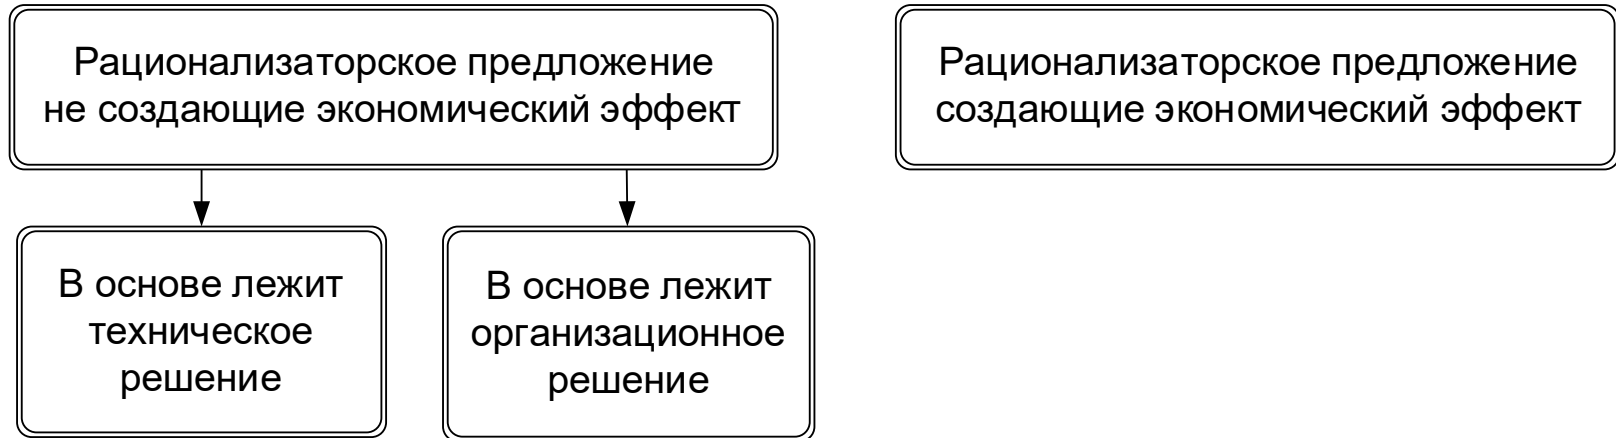 Рационализаторское предложение
не создающие экономический эффект
Рационализаторское предложение
создающие экономический эффект
В основе лежит
техническое
решение
В основе лежит
организационное
решение